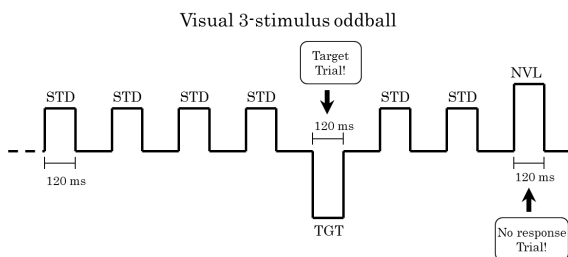 Visual 3-stimulus oddball
Target
Trial!
NVL
STD STD STD STD STD STD
120 ms
120 ms 120 ms
TGT
No response
Trial!